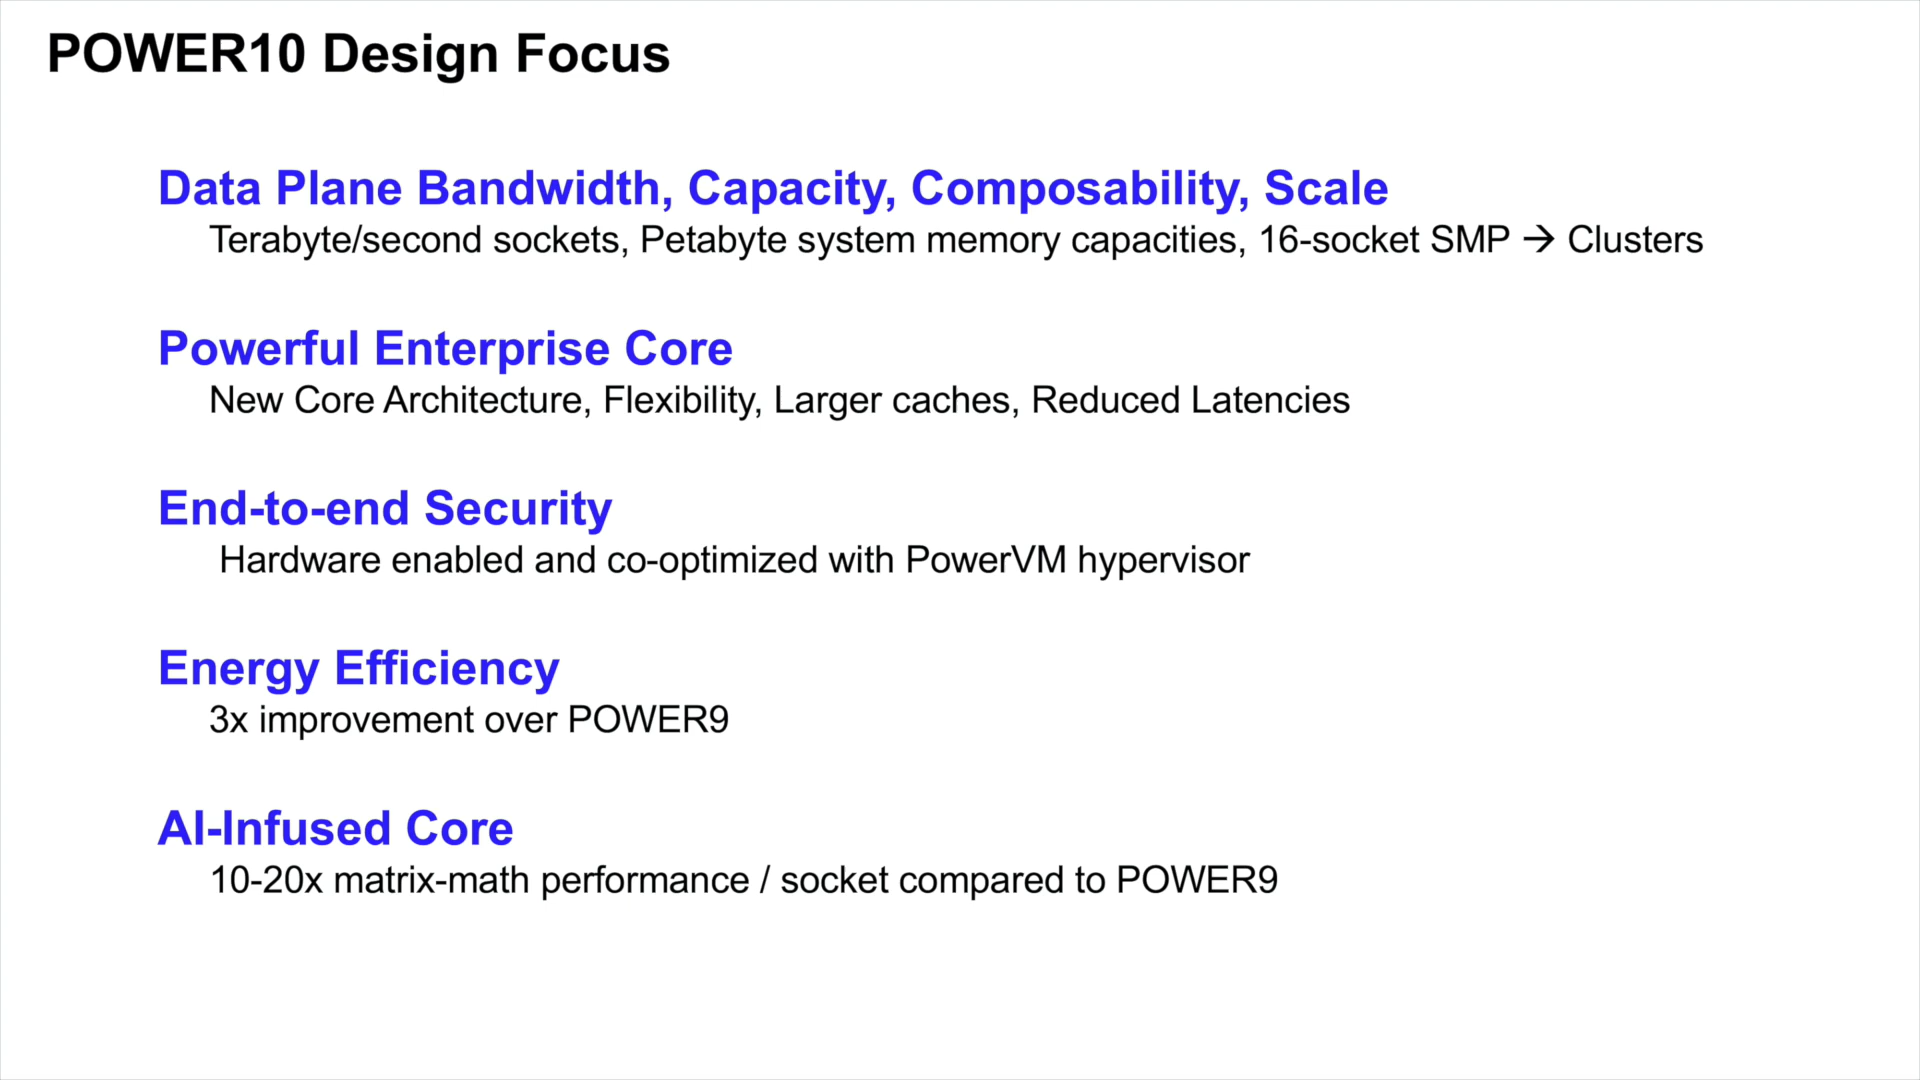 POWER10 Design Focus
Data Plane Bandwidth, Capacity, Composability, Scale
Terabyte/second sockets, Petabyte system memory capacities, 16-socket SMP → Clusters
Powerful Enterprise Core
New Core Architecture, Flexibility, Larger caches, Reduced Latencies
End-to-end Security
Hardware enabled and co-optimized with PowerVM hypervisor
Energy Efficiency
3x improvement over POWER9
AI-Infused Core
10-20x matrix-math performance / socket compared to POWER9